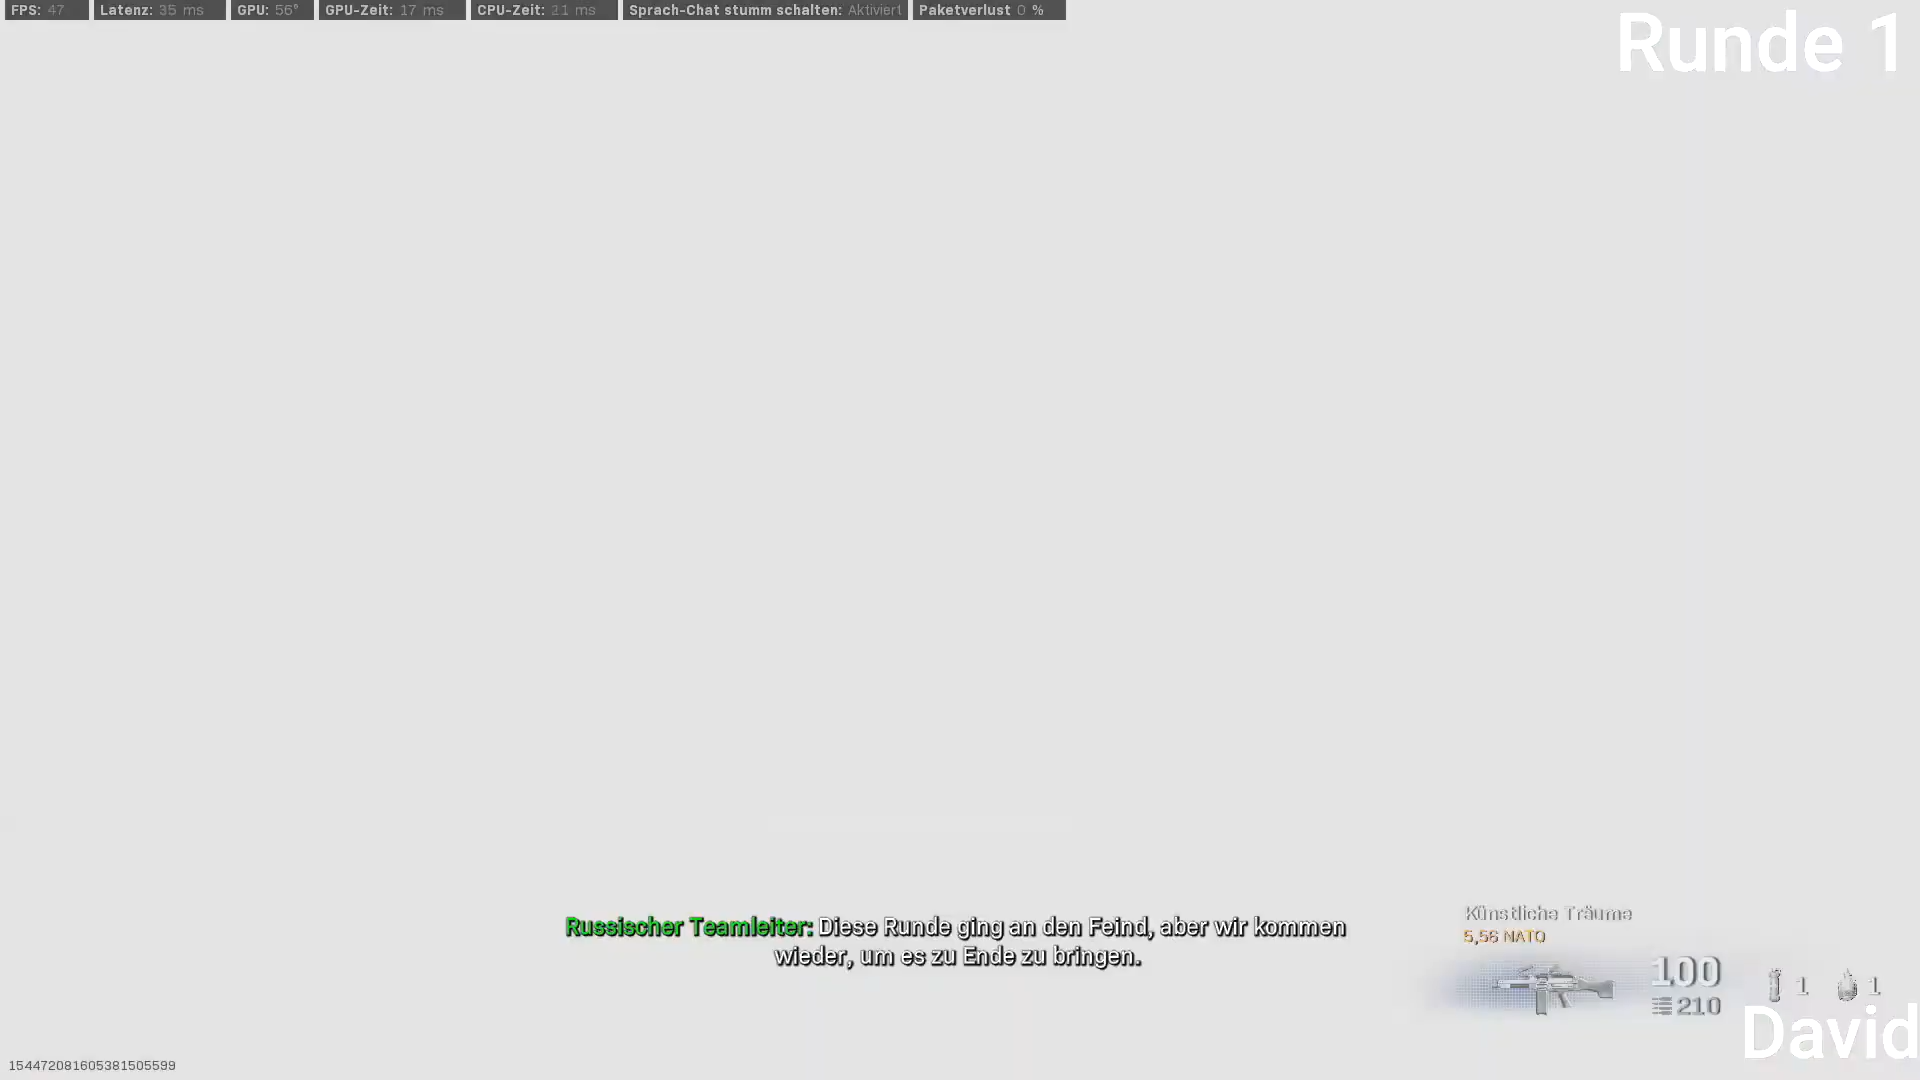 FPS: 47 Latenz: 35 ms GPU: 56° GPU-Zeit: 17 ms CPU-Zeit: 21 ms Sprach-Chat stumm schalten: Aktiviert Paketverlust 0 %
Runde 1
Russischer Teamleiter: Diese Runde ging an den Feind, aber wir kommen
wieder, um es zu Ende zu bringen.
Künstliche Träume
5,56 NATO
100
210
1 1
David
154472081605381505599